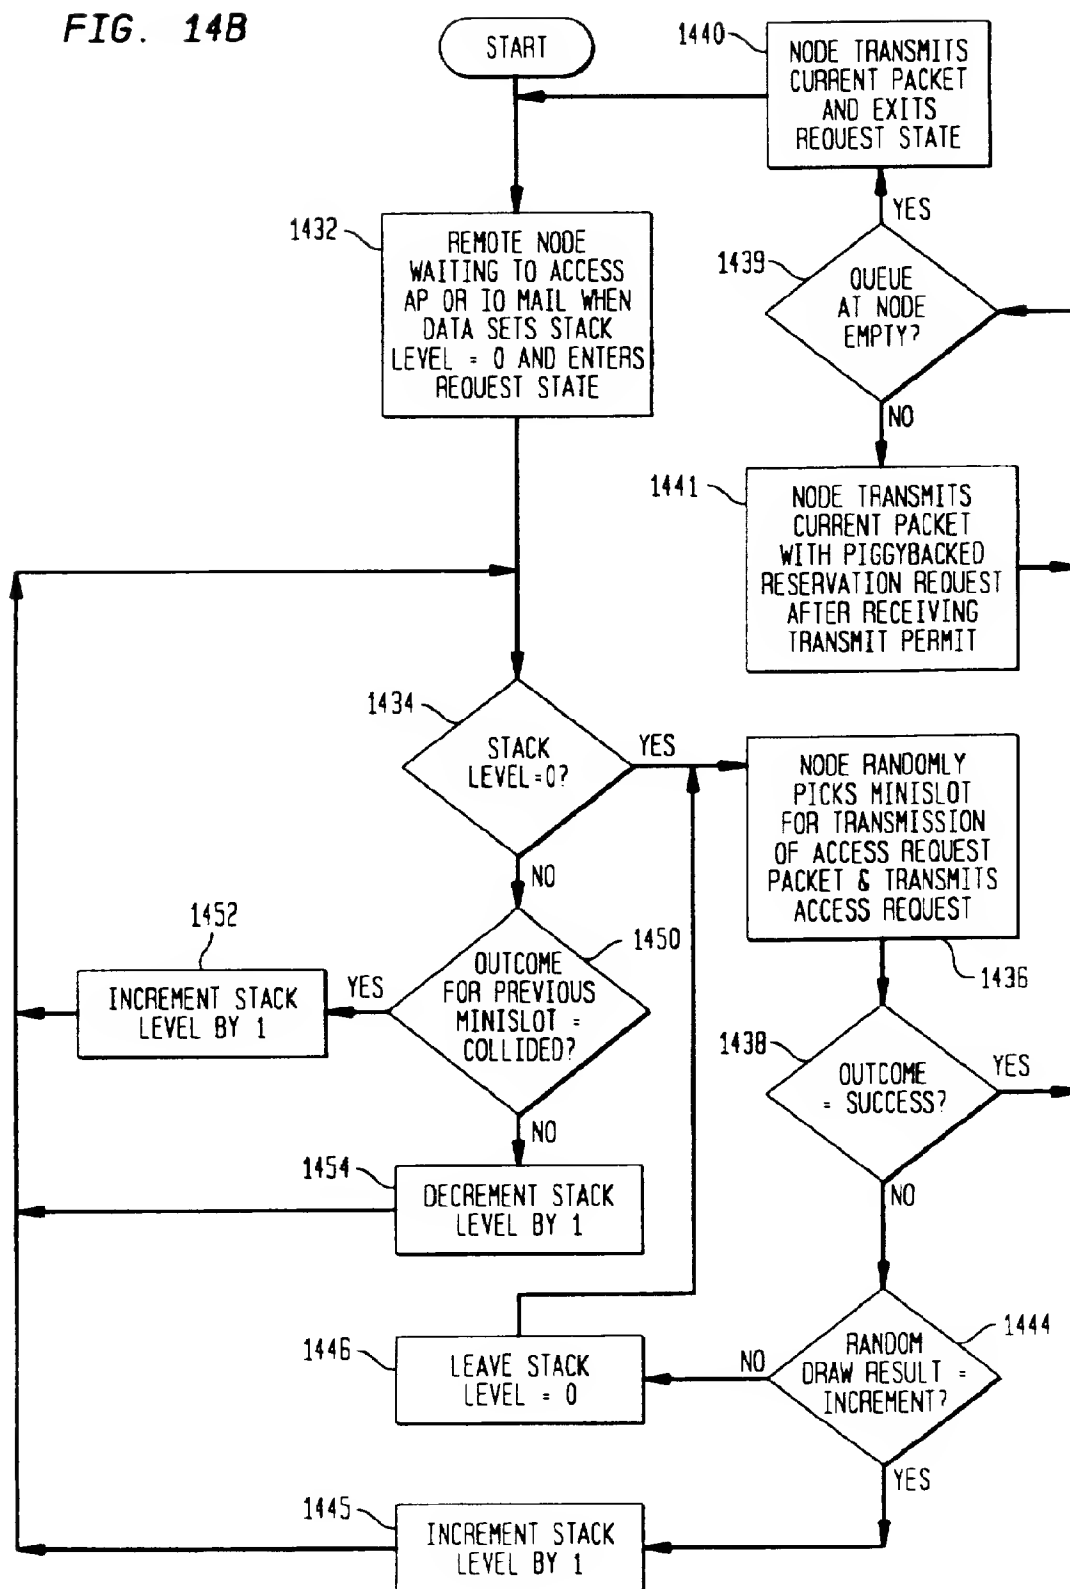 FIG. 14B
START
1440
NODE TRANSMITS
CURRENT PACKET
AND EXITS
REQUEST STATE
YES
1432
REMOTE NODE
WAITING TO ACCESS
AP OR IO MAIL WHEN
DATA SETS STACK
LEVEL = 0 AND ENTERS
REQUEST STATE
1439
QUEUE
AT NODE
EMPTY?
NO
1441
NODE TRANSMITS
CURRENT PACKET
WITH PIGGYBACKED
RESERVATION REQUEST
AFTER RECEIVING
TRANSMIT PERMIT
1434
STACK
LEVEL=0?
YES
NO
NODE RANDOMLY
PICKS MINISLOT
FOR TRANSMISSION
OF ACCESS REQUEST
PACKET & TRANSMITS
ACCESS REQUEST
1436
1452
INCREMENT STACK
LEVEL BY 1
YES
1450
OUTCOME
FOR PREVIOUS
MINISLOT =
COLLIDED?
NO
1438
OUTCOME
= SUCCESS?
YES
NO
1454
DECREMENT STACK
LEVEL BY 1
1446
LEAVE STACK
LEVEL = 0
NO
1444
RANDOM
DRAW RESULT =
INCREMENT?
YES
1445
INCREMENT STACK
LEVEL BY 1